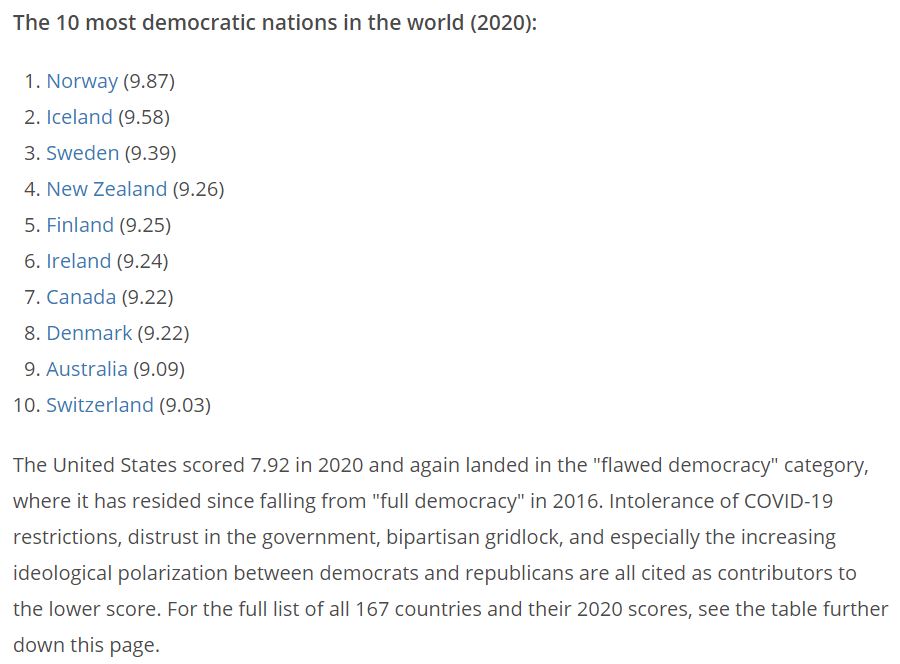 The 10 most democratic nations in the world (2020):
1. Norway (9.87)
2. Iceland (9.58)
3. Sweden (9.39)
4. New Zealand (9.26)
5. Finland (9.25)
6. Ireland (9.24)
7. Canada (9.22)
8. Denmark (9.22)
9. Australia (9.09)
10. Switzerland (9.03)
The United States scored 7.92 in 2020 and again landed in the "flawed democracy" category,
where it has resided since falling from "full democracy" in 2016. Intolerance of COVID-19
restrictions, distrust in the government, bipartisan gridlock, and especially the increasing
ideological polarization between democrats and republicans are all cited as contributors to
the lower score. For the full list of all 167 countries and their 2020 scores, see the table further
down this page.